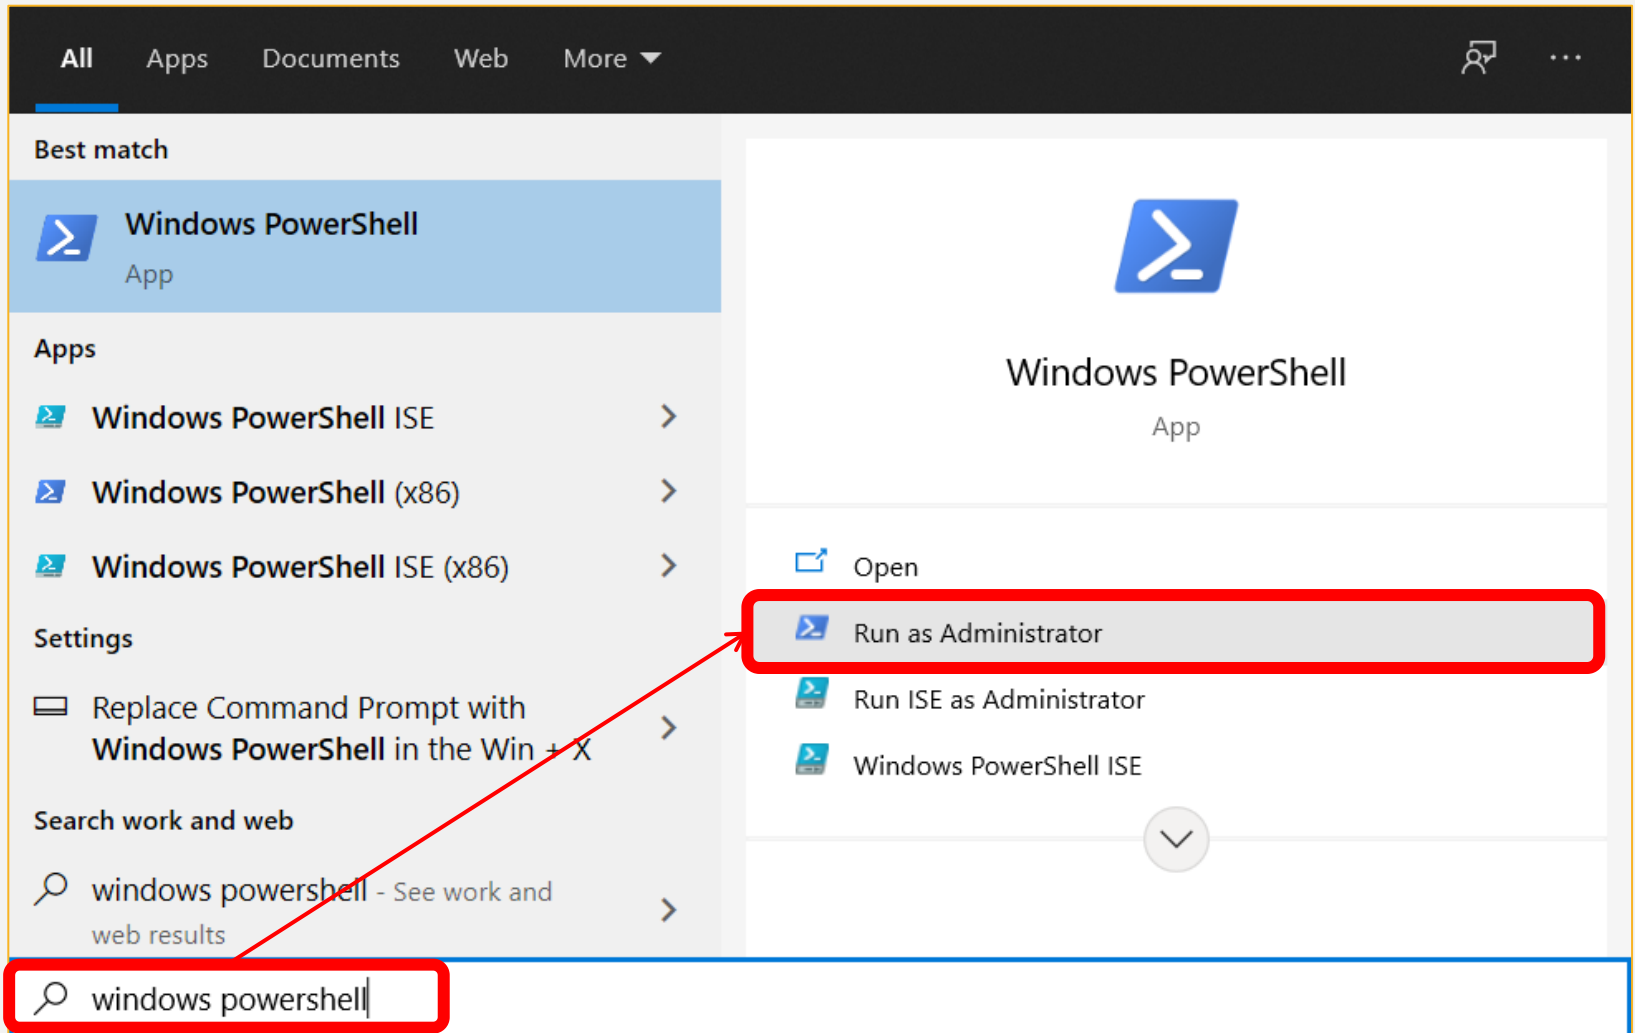 All Apps Documents Web More
Best match
Windows PowerShell
App
Apps
Windows PowerShell ISE
Windows PowerShell (x86)
Windows PowerShell ISE (x86)
Settings
Replace Command Prompt with
Windows PowerShell in the Win + X
Search work and web
windows powershell - See work and
web results
windows powershell
Windows PowerShell
App
Open
Run as Administrator
Run ISE as Administrator
Windows PowerShell ISE